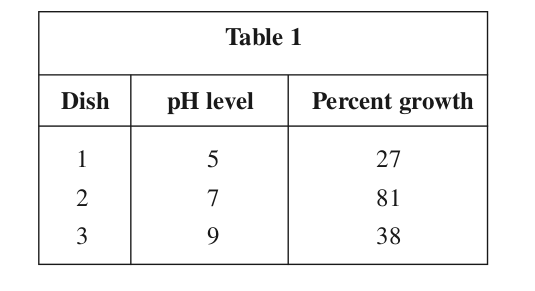 Table 1
Dish pH level Percent growth
1 5 27
2 7 81
3 9 38